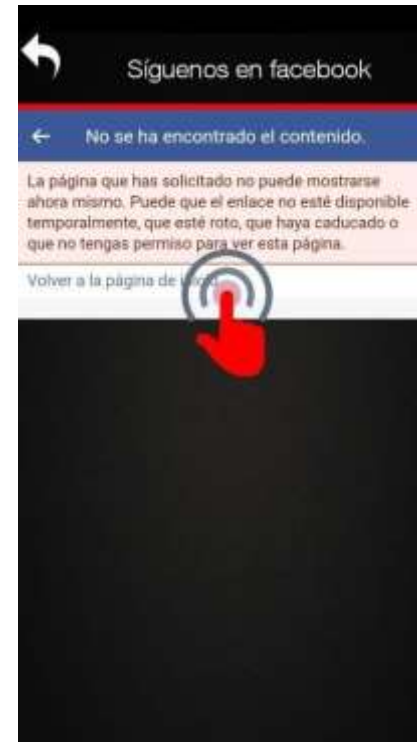 Síguenos en facebook
No se ha encontrado el contenido.
La página que has solicitado no puede mostrarse
ahora mismo. Puede que el enlace no esté disponible
temporalmente, que esté roto, que haya caducado o
que no tengas permiso para ver esta página.
Volver a la página de